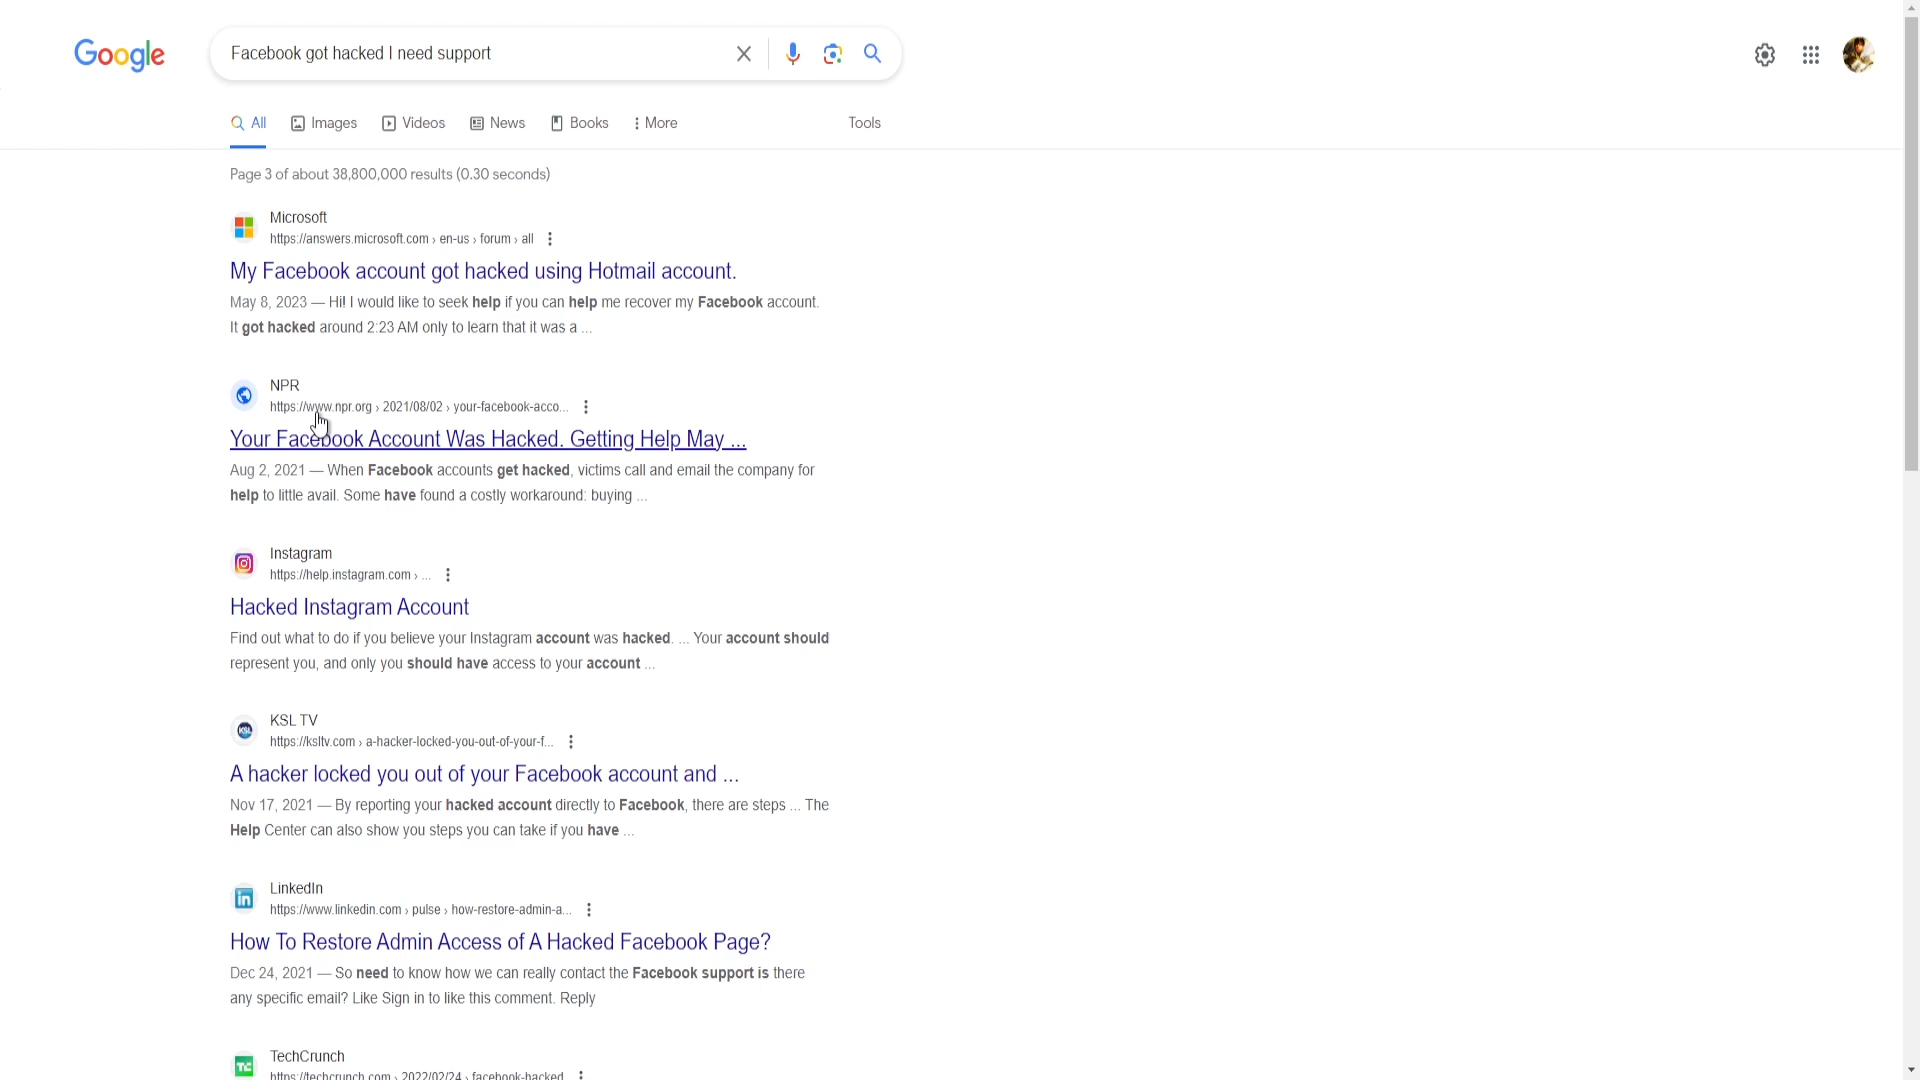 Google
Facebook got hacked I need support
All Images Videos News Books More Tools
Page 3 of about 38,800,000 results (0.30 seconds)
Microsoft
https://answers.microsoft.com › en-us › forum › all
My Facebook account got hacked using Hotmail account.
May 8, 2023 — Hi! I would like to seek help if you can help me recover my Facebook account.
It got hacked around 2:23 AM only to learn that it was a ...
NPR
https://www.npr.org › 2021/08/02 › your-facebook-acco...
Your Facebook Account Was Hacked. Getting Help May ...
Aug 2, 2021 — When Facebook accounts get hacked, victims call and email the company for
help to little avail. Some have found a costly workaround: buying ...
Instagram
https://help.instagram.com › ...
Hacked Instagram Account
Find out what to do if you believe your Instagram account was hacked. ... Your account should
represent you, and only you should have access to your account ...
KSL TV
KSL
https://ksltv.com › a-hacker-locked-you-out-of-your-f...
A hacker locked you out of your Facebook account and ...
Nov 17, 2021 — By reporting your hacked account directly to Facebook, there are steps ... The
Help Center can also show you steps you can take if you have ...
LinkedIn
in
https://www.linkedin.com › pulse › how-restore-admin-a...
How To Restore Admin Access of A Hacked Facebook Page?
Dec 24, 2021 — So need to know how we can really contact the Facebook support is there
any specific email? Like Sign in to like this comment. Reply
TechCrunch
TC
https://techcrunch.com › 2022/02/24 › facebook-hacked